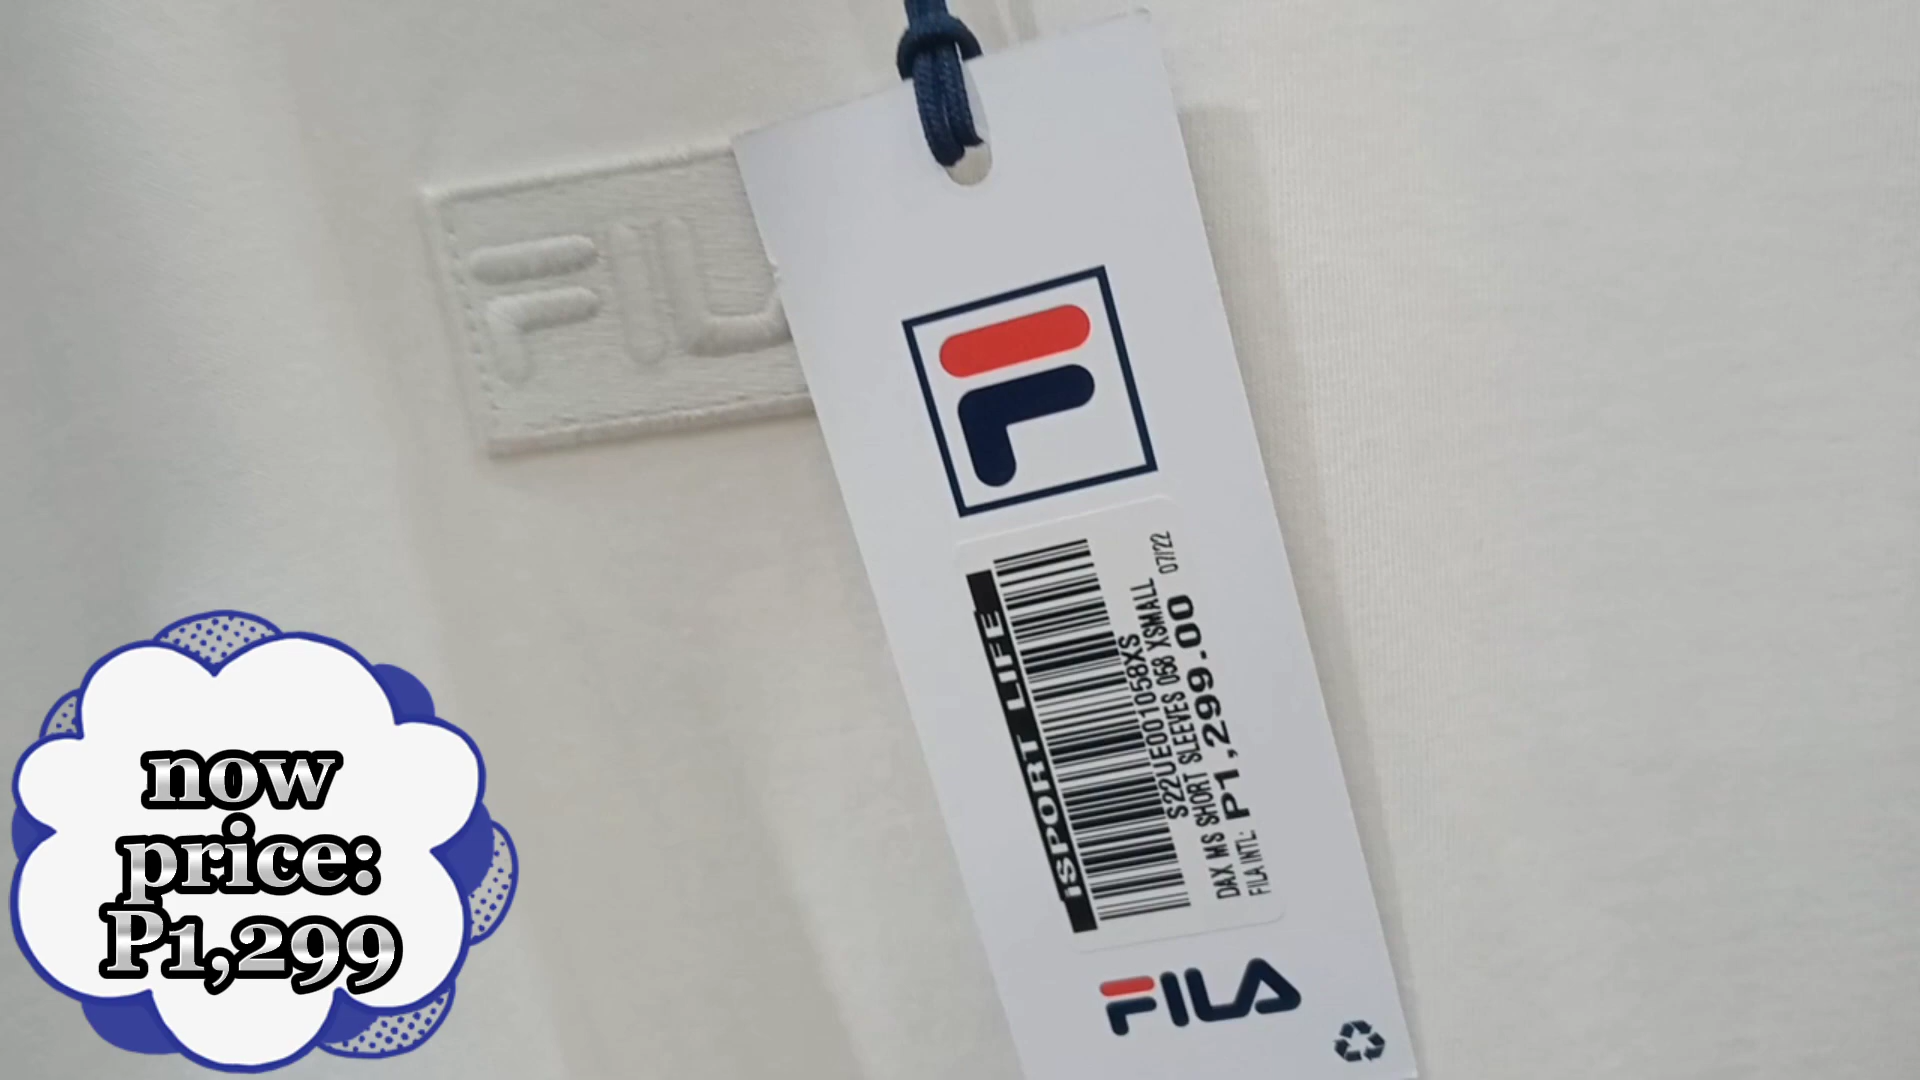 FILA
ISPORT LIFE
S22UE001058XS
DAX MS SHORT SLEEVES 058 XSMALL
FILA INTL: P1,299.00 07/22
FILA
now
price:
P1,299